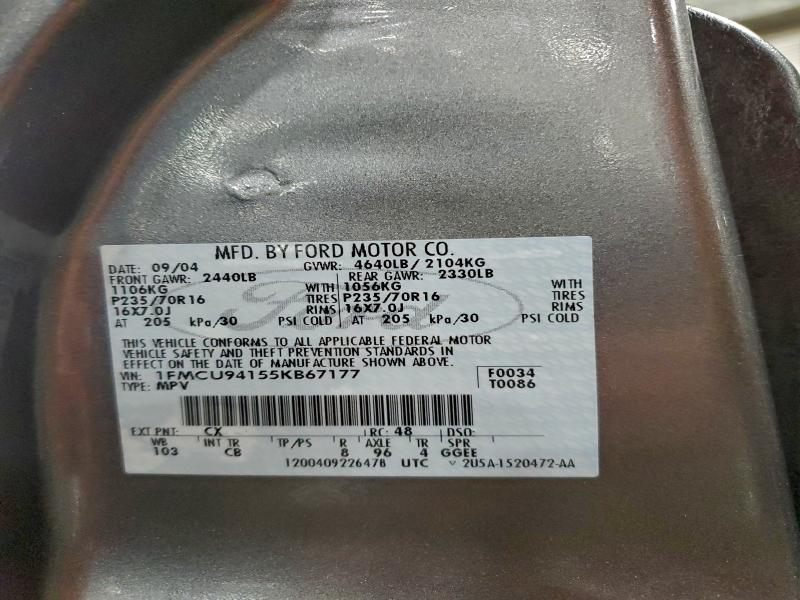 MFD. BY FORD MOTOR CO.
DATE: 09/04 GVWR: 4640LB/ 2104KG
FRONT GAWR: 2440LB REAR GAWR: 2330LB
1106KG WITH 1056KG WITH
P235/70R16 TIRES P235/70R16 TIRES
16X7.0J RIMS 16X7.0J RIMS
AT 205 kPa/30 PSI COLD AT 205 kPa/30 PSI COLD
THIS VEHICLE CONFORMS TO ALL APPLICABLE FEDERAL MOTOR
VEHICLE SAFETY AND THEFT PREVENTION STANDARDS IN
EFFECT ON THE DATE OF MANUFACTURE SHOWN ABOVE.
VIN: 1FMCU94155KB67177 F0034
TYPE: MPV T0086
EXT PNT: CX RC: 48 DSO:
WB INT TR TP/PS R AXLE TR SPR
103 CB 8 96 4 GGEE
120040922647B UTC 2U5A-1520472-AA
Ford